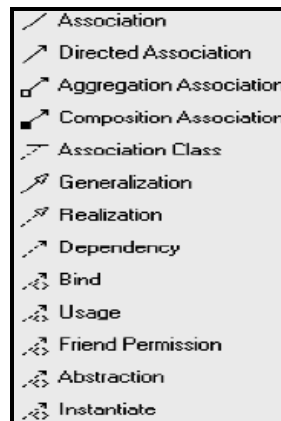 Association
Directed Association
Aggregation Association
Composition Association
Association Class
Generalization
Realization
Dependency
Bind
Usage
Friend Permission
Abstraction
Instantiate